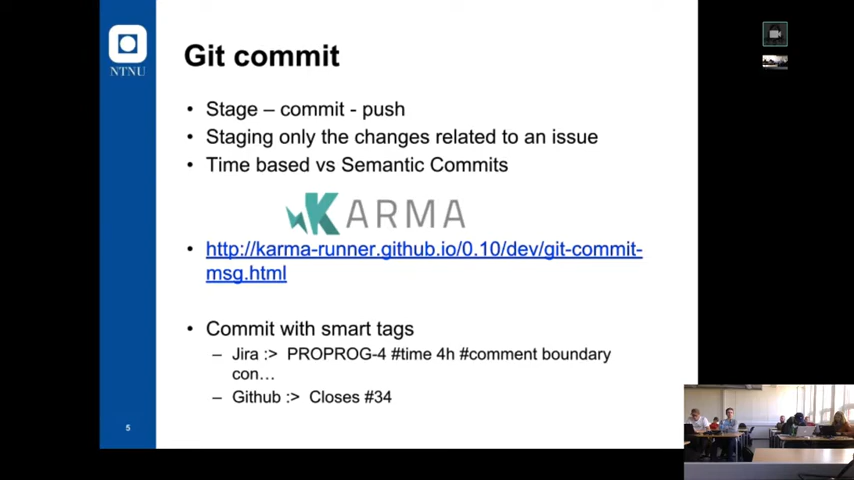 NTNU
Git commit
• Stage – commit - push
• Staging only the changes related to an issue
• Time based vs Semantic Commits
KARMA
• http://karma-runner.github.io/0.10/dev/git-commit-
msg.html
• Commit with smart tags
– Jira :> PROPROG-4 #time 4h #comment boundary
con…
– Github :> Closes #34
5